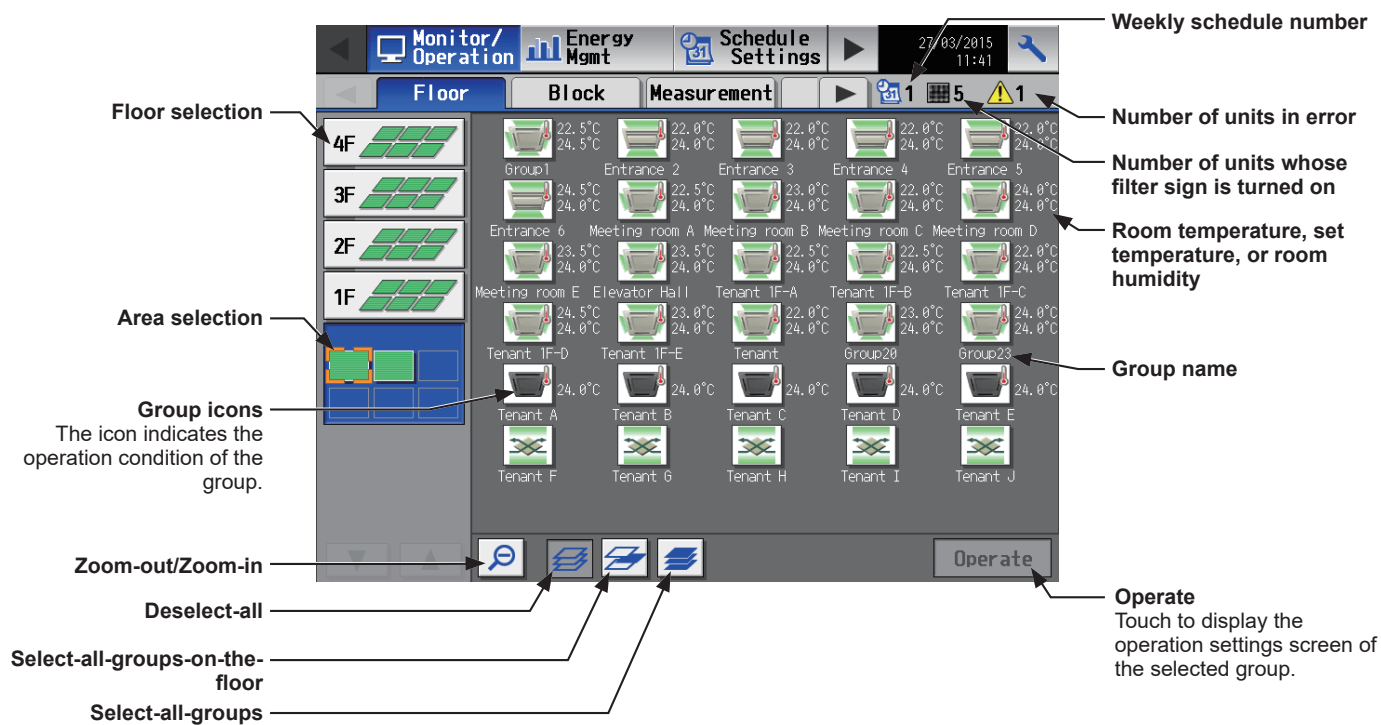 Weekly schedule number
Monitor/
Operation
Energy
Mgmt
Schedule
Settings
27/03/2015
11:41
Floor
Block
Measurement
1
5
1
Floor selection
Number of units in error
Number of units whose
filter sign is turned on
Room temperature, set
temperature, or room
humidity
4F
3F
2F
1F
22.5°C 22.0°C 22.0°C 22.0°C 22.0°C
24.5°C 24.0°C 24.0°C 24.0°C 24.0°C
Group1 Entrance 2 Entrance 3 Entrance 4 Entrance 5
24.5°C 22.5°C 23.0°C 22.0°C 24.0°C
24.0°C 24.0°C 24.0°C 24.0°C 24.0°C
Entrance 6 Meeting room A Meeting room B Meeting room C Meeting room D
23.5°C 23.5°C 22.5°C 22.5°C 22.0°C
24.0°C 24.0°C 24.0°C 24.0°C 24.0°C
Meeting room E Elevator Hall Tenant 1F-A Tenant 1F-B Tenant 1F-C
24.5°C 23.0°C 22.0°C 23.0°C 24.0°C
24.0°C 24.0°C 24.0°C 24.0°C 24.0°C
Tenant 1F-D Tenant 1F-E Tenant Group20 Group23
24.0°C 24.0°C 24.0°C 24.0°C 24.0°C
Tenant A Tenant B Tenant C Tenant D Tenant E
Tenant F Tenant G Tenant H Tenant I Tenant J
Area selection
Group name
Group icons
The icon indicates the
operation condition of the
group.
Operate
Zoom-out/Zoom-in
Deselect-all
Select-all-groups-on-the-
floor
Select-all-groups
Operate
Touch to display the
operation settings screen of
the selected group.